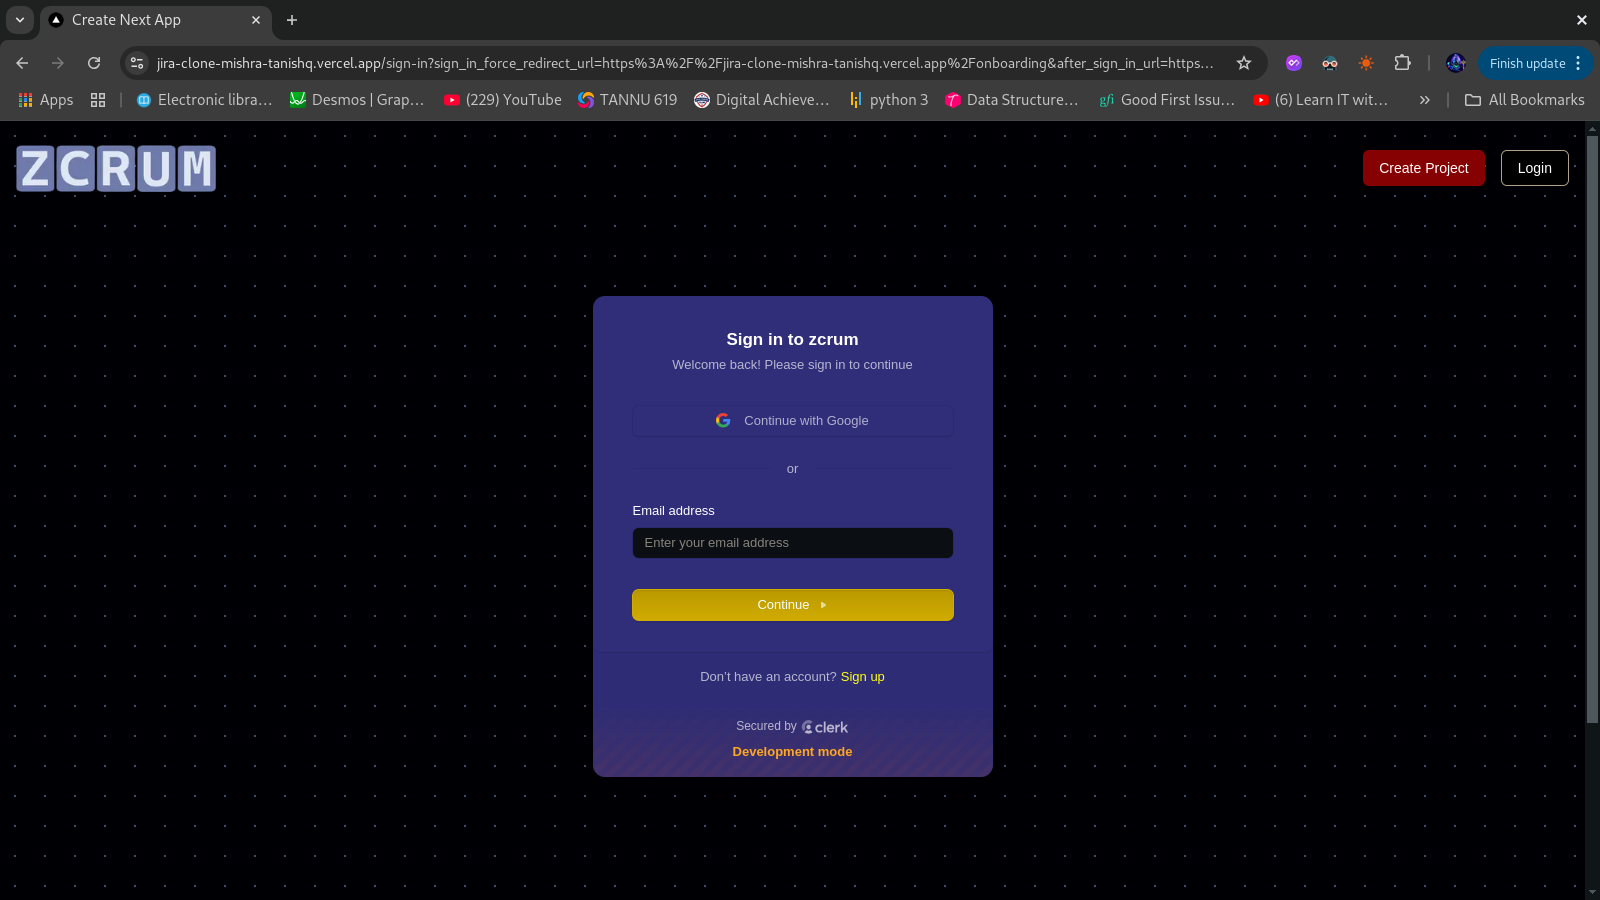 Create Next App
jira-clone-mishra-tanishq.vercel.app/sign-in?sign_in_force_redirect_url=https%3A%2F%2Fjira-clone-mishra-tanishq.vercel.app%2Fonboarding&after_sign_in_url=https...
Finish update
Apps
Electronic libra...
Desmos | Grap...
(229) YouTube
TANNU 619
Digital Achieve...
python 3
Data Structure...
gfi
Good First Issu...
(6) Learn IT wit...
All Bookmarks
ZCRUM
Create Project
Login
Sign in to zcrum
Welcome back! Please sign in to continue
Continue with Google
or
Email address
Enter your email address
Continue
Don't have an account? Sign up
Secured by clerk
Development mode